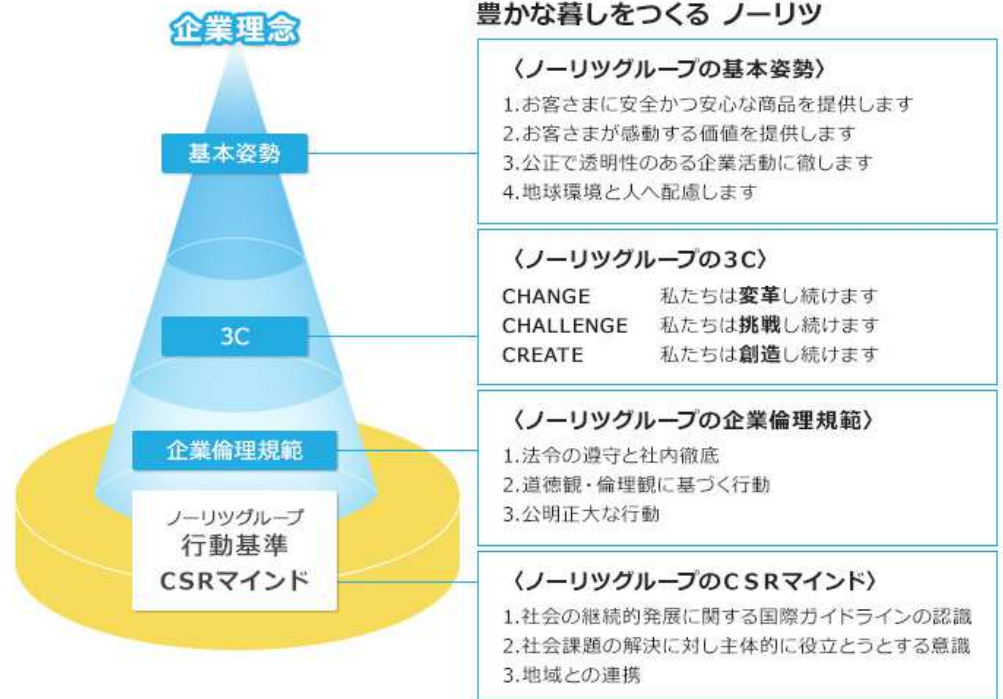 企業理念
基本姿勢
3C
企業倫理規範
ノーリツグループ
行動基準
CSRマインド
豊かな暮しをつくる ノーリツ
〈ノーリツグループの基本姿勢〉
1.お客さまに安全かつ安心な商品を提供します
2.お客さまが感動する価値を提供します
3.公正で透明性のある企業活動に徹します
4.地球環境と人へ配慮します
〈ノーリツグループの3C〉
CHANGE 私たちは変革し続けます
CHALLENGE 私たちは挑戦し続けます
CREATE 私たちは創造し続けます
〈ノーリツグループの企業倫理規範〉
1.法令の遵守と社内徹底
2.道徳観・倫理観に基づく行動
3.公明正大な行動
〈ノーリツグループのCSRマインド〉
1.社会の継続的発展に関する国際ガイドラインの認識
2.社会課題の解決に対し主体的に役立とうとする意識
3.地域との連携